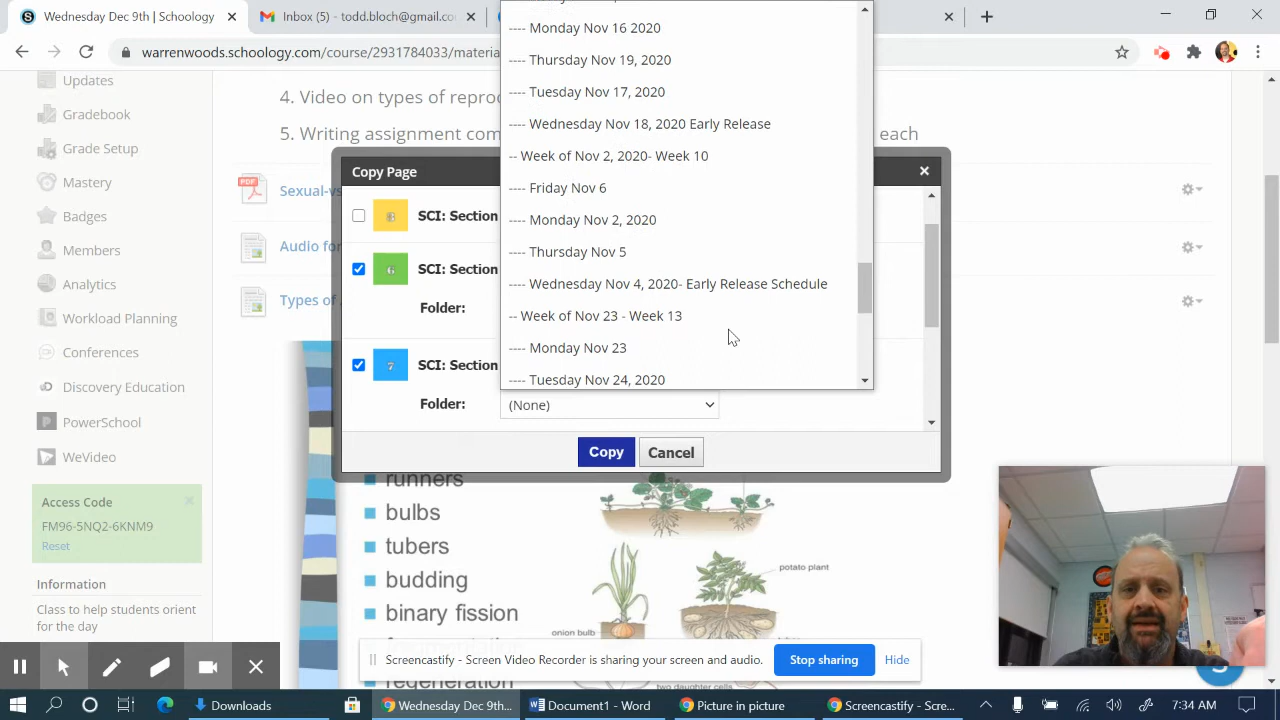 Wednesday Dec 9th
choology
Inbox (5) - todd.bloch@gmail.co
warrenwoods.schoology.com/course/2931784033/materia
Updates
Gradebook
Grade Setup
Mastery
Badges
Members
Analytics
Workload Planning
Conferences
Discovery Education
PowerSchool
WeVideo
Access Code
FM96-5NQ2-6KNM9
Reset
Information
Class to help students orient
for the day
4. Video on types of repro
5. Writing assignment com
each
Sexual-vs
PDF
Audio fo
Types of
Copy Page
SCI: Section
SCI: Section
Folder:
SCI: Section
Folder:
(None)
---- Monday Nov 16 2020
---- Thursday Nov 19, 2020
---- Tuesday Nov 17, 2020
---- Wednesday Nov 18, 2020 Early Release
-- Week of Nov 2, 2020- Week 10
---- Friday Nov 6
---- Monday Nov 2, 2020
---- Thursday Nov 5
---- Wednesday Nov 4, 2020- Early Release Schedule
-- Week of Nov 23 - Week 13
---- Monday Nov 23
---- Tuesday Nov 24, 2020
Copy
Cancel
runners
bulbs
tubers
budding
binary fission
regeneration
potato plant
onion bulb
two daughter cells
Screencastify - Screen Video Recorder is sharing your screen and audio.
Stop sharing
Hide
Downloads
Wednesday Dec 9th...
Document1 - Word
Picture in picture
Screencastify - Scre...
7:34 AM